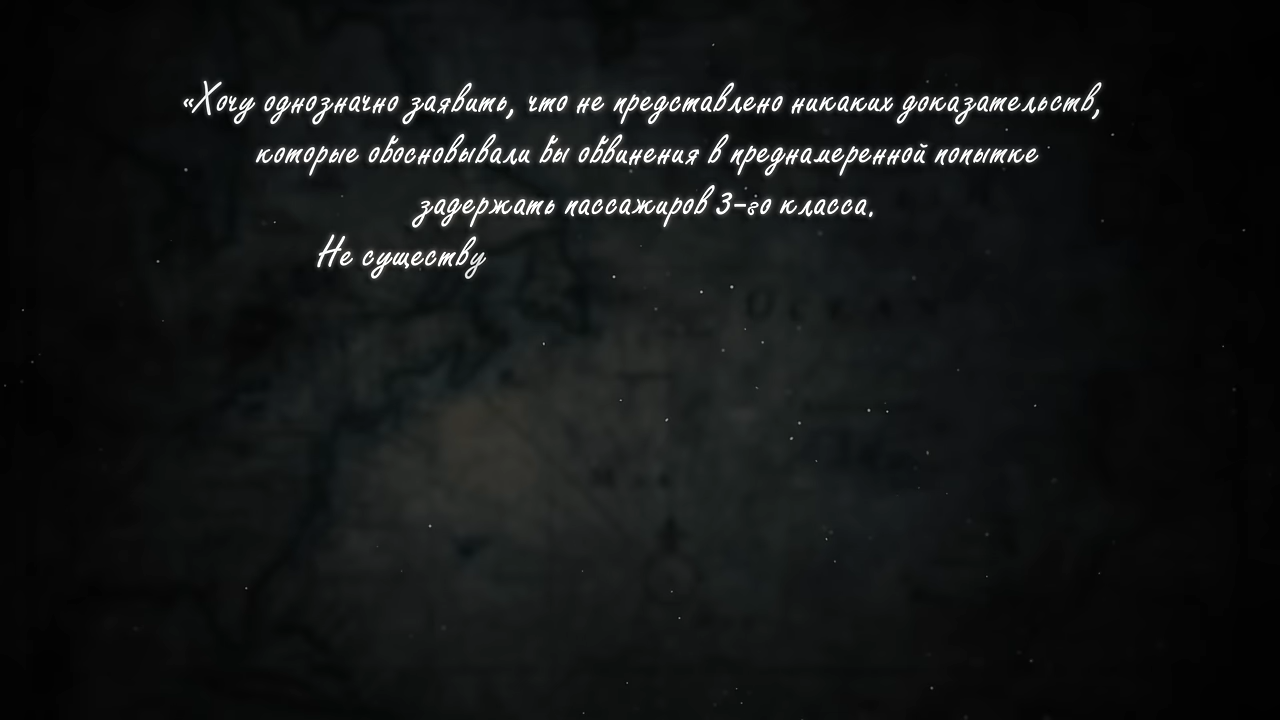 «Хочу однозначно заявить, что не представлено никаких доказательств,
которые обосновывали бы обвинения в преднамеренной попытке
задержать пассажиров 3-го класса.
Не существу